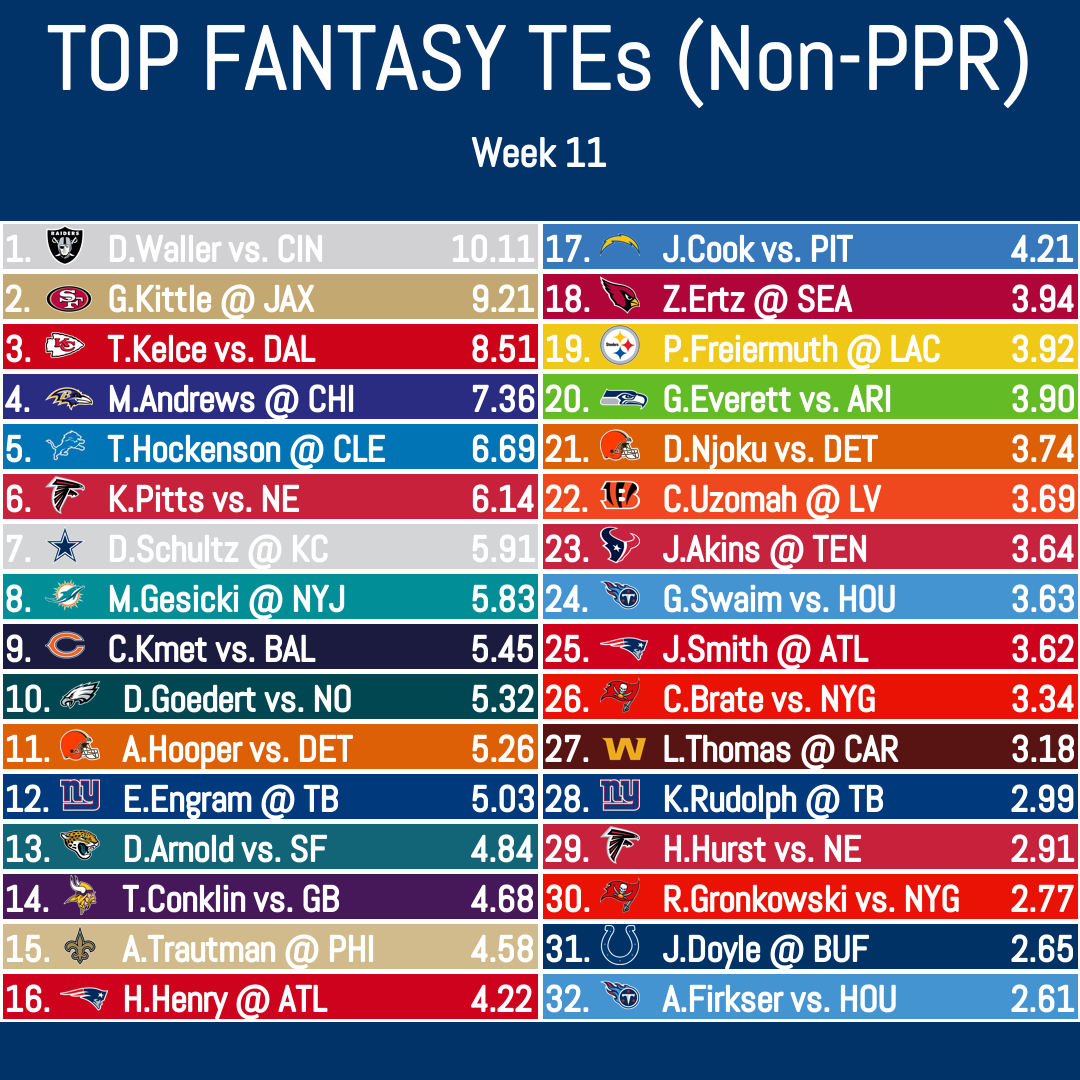 TOP FANTASY TEs (Non-PPR)
Week 11
1. RAIDERS D.Waller vs. CIN 10.11
2. SF G.Kittle @ JAX 9.21
3. KC T.Kelce vs. DAL 8.51
4. B M.Andrews @ CHI 7.36
5. T.Hockenson @ CLE 6.69
6. K.Pitts vs. NE 6.14
7. D.Schultz @ KC 5.91
8. M.Gesicki @ NYJ 5.83
9. C C.Kmet vs. BAL 5.45
10. D.Goedert vs. NO 5.32
11. A.Hooper vs. DET 5.26
12. NY E.Engram @ TB 5.03
13. D.Arnold vs. SF 4.84
14. T.Conklin vs. GB 4.68
15. A.Trautman @ PHI 4.58
16. H.Henry @ ATL 4.22
17. J.Cook vs. PIT 4.21
18. Z.Ertz @ SEA 3.94
19. Steelers P.Freiermuth @ LAC 3.92
20. G.Everett vs. ARI 3.90
21. D.Njoku vs. DET 3.74
22. B C.Uzomah @ LV 3.69
23. J.Akins @ TEN 3.64
24. T G.Swaim vs. HOU 3.63
25. J.Smith @ ATL 3.62
26. C.Brate vs. NYG 3.34
27. W L.Thomas @ CAR 3.18
28. NY K.Rudolph @ TB 2.99
29. H.Hurst vs. NE 2.91
30. R.Gronkowski vs. NYG 2.77
31. J.Doyle @ BUF 2.65
32. T A.Firkser vs. HOU 2.61